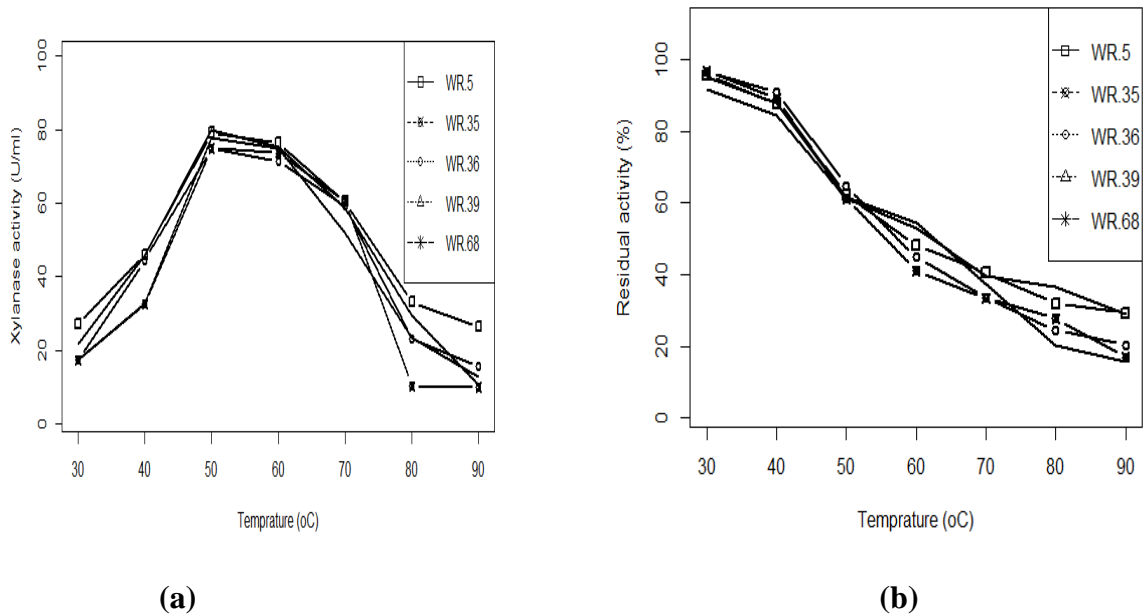 Xylanase activity (U/ml)
100
80
60
40
20
0
WR.5
WR.35
WR.36
WR.39
WR.68
30 40 50 60 70 80 90
Temprature (oC)
(a)
Residual activity (%)
100
80
60
40
20
0
WR.5
WR.35
WR.36
WR.39
WR.68
30 40 50 60 70 80 90
Temprature (oC)
(b)